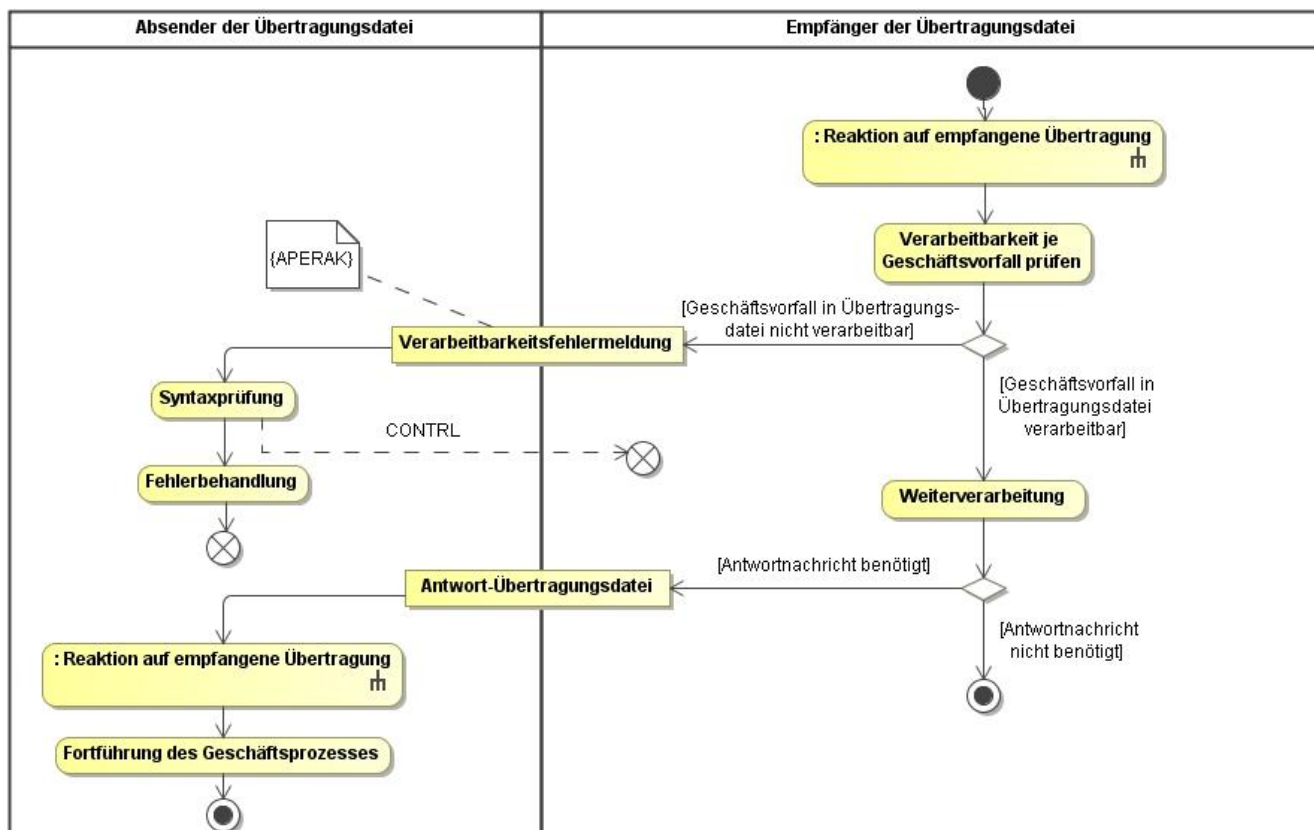 Absender der Übertragungsdatei
Empfänger der Übertragungsdatei
: Reaktion auf empfangene Übertragung
Verarbeitbarkeit je
Geschäftsvorfall prüfen
{APERAK}
[Geschäftsvorfall in Übertragungs-
datei nicht verarbeitbar]
Verarbeitbarkeitsfehlermeldung
[Geschäftsvorfall in
Übertragungsdatei
verarbeitbar]
Syntaxprüfung
CONTRL
Fehlerbehandlung
Weiterverarbeitung
[Antwortnachricht benötigt]
Antwort-Übertragungsdatei
[Antwortnachricht
nicht benötigt]
: Reaktion auf empfangene Übertragung
Fortführung des Geschäftsprozesses